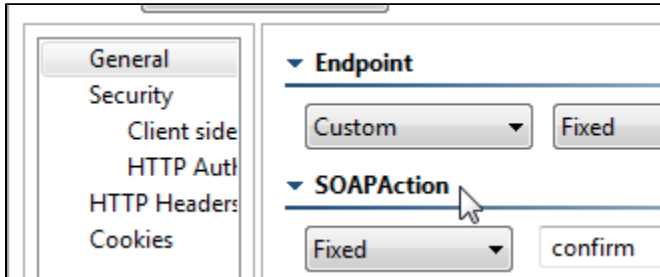 General
Security
Client side
HTTP Auth
HTTP Headers
Cookies
Endpoint
Custom
Fixed
SOAPAction
Fixed
confirm